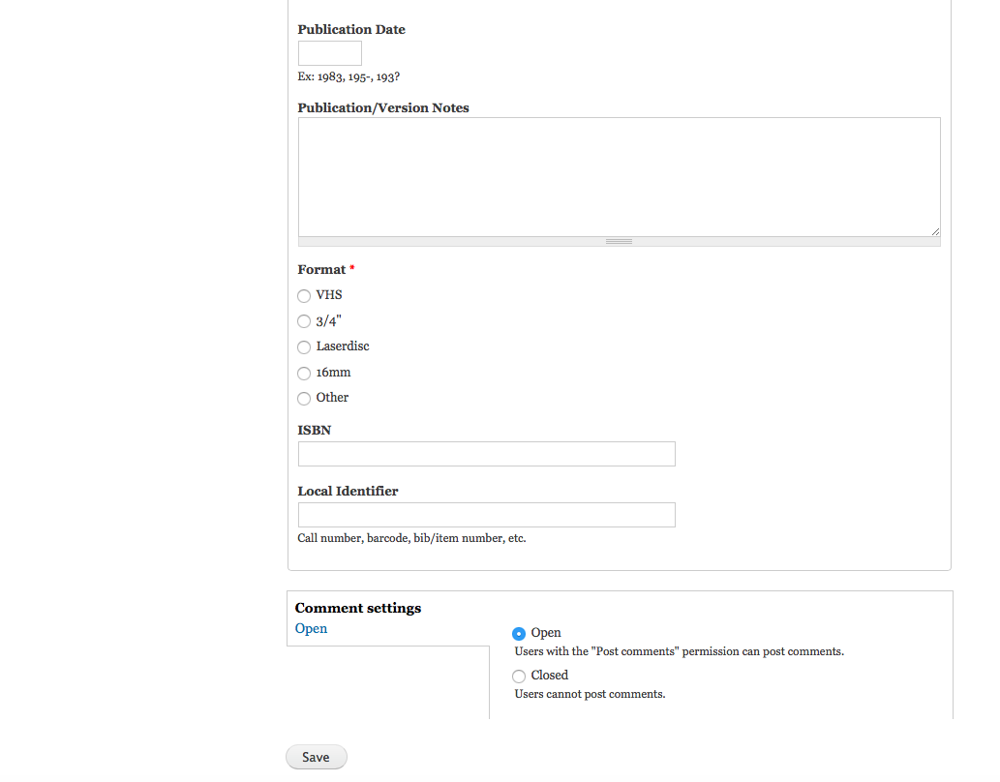 Publication Date
Ex: 1983, 195-, 193?
Publication/Version Notes
Format *
VHS
3/4"
Laserdisc
16mm
Other
ISBN
Local Identifier
Call number, barcode, bib/item number, etc.
Comment settings
Open
Open
Users with the "Post comments" permission can post comments.
Closed
Users cannot post comments.
Save